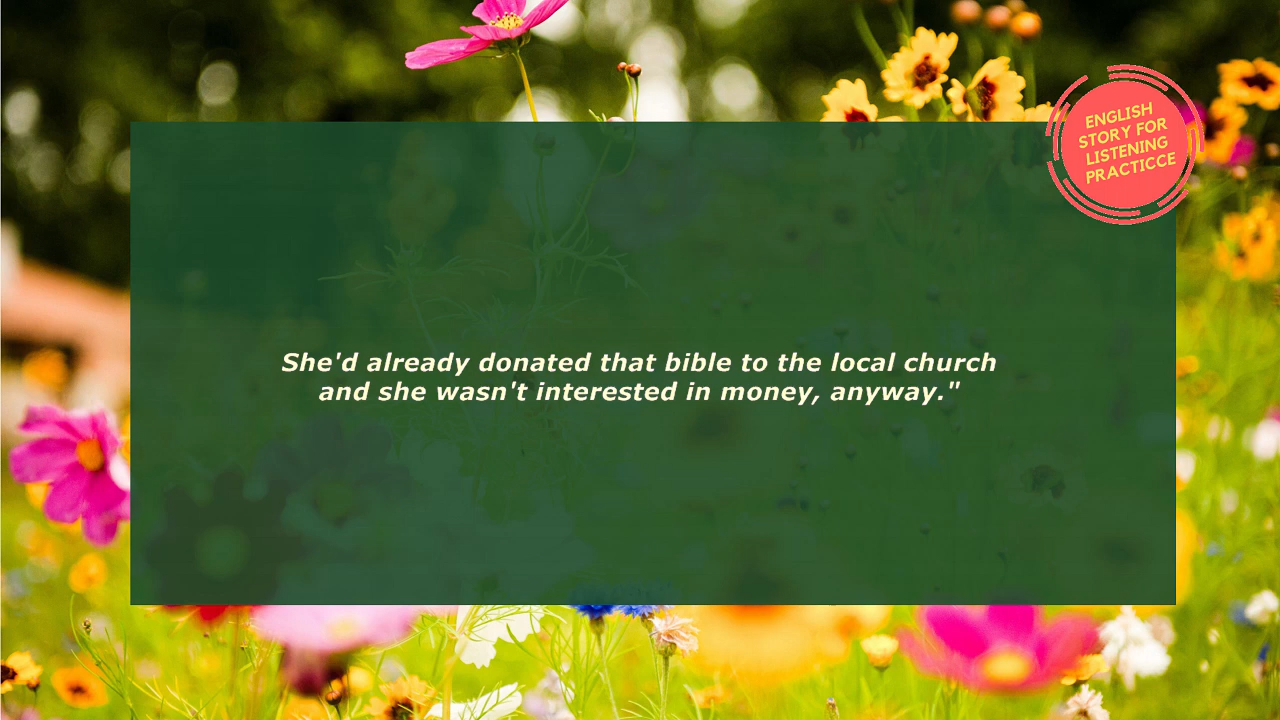 ENGLISH
STORY FOR
LISTENING
PRACTICCE
She'd already donated that bible to the local church
and she wasn't interested in money, anyway."